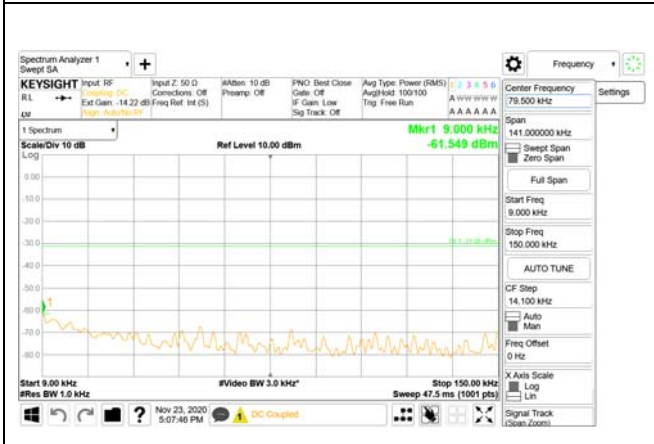 Spectrum Analyzer 1
Swept SA
Frequency
KEYSIGHT
RL
Input: RF
Coupling: DC
Ext Gain: -14.22 dB
Align: Auto/No RF
Input Z: 50 Ω
Corrections: Off
Freq Ref: Int (S)
#Atten: 10 dB
Preamp: Off
PNO: Best Close
Gate: Off
IF Gain: Low
Sig Track: Off
Avg Type: Power (RMS)
Avg|Hold: 100/100
Trig: Free Run
1 2 3 4 5 6
A W W W W W
A A A A A A
1 Spectrum
Scale/Div 10 dB
Ref Level 10.00 dBm
Mkr1 9.000 kHz
-61.549 dBm
Log
0.00
-10.0
-20.0
-30.0
-40.0
-50.0
-60.0
-70.0
-80.0
1
Start 9.00 kHz
#Res BW 1.0 kHz
#Video BW 3.0 kHz*
Stop 150.00 kHz
Sweep 47.5 ms (1001 pts)
Nov 23, 2020
5:07:46 PM
DC Coupled
Center Frequency
79.500 kHz
Settings
Span
141.000000 kHz
Swept Span
Zero Span
Full Span
Start Freq
9.000 kHz
Stop Freq
150.000 kHz
AUTO TUNE
CF Step
14.100 kHz
Auto
Man
Freq Offset
0 Hz
X Axis Scale
Log
Lin
Signal Track
(Span Zoom)